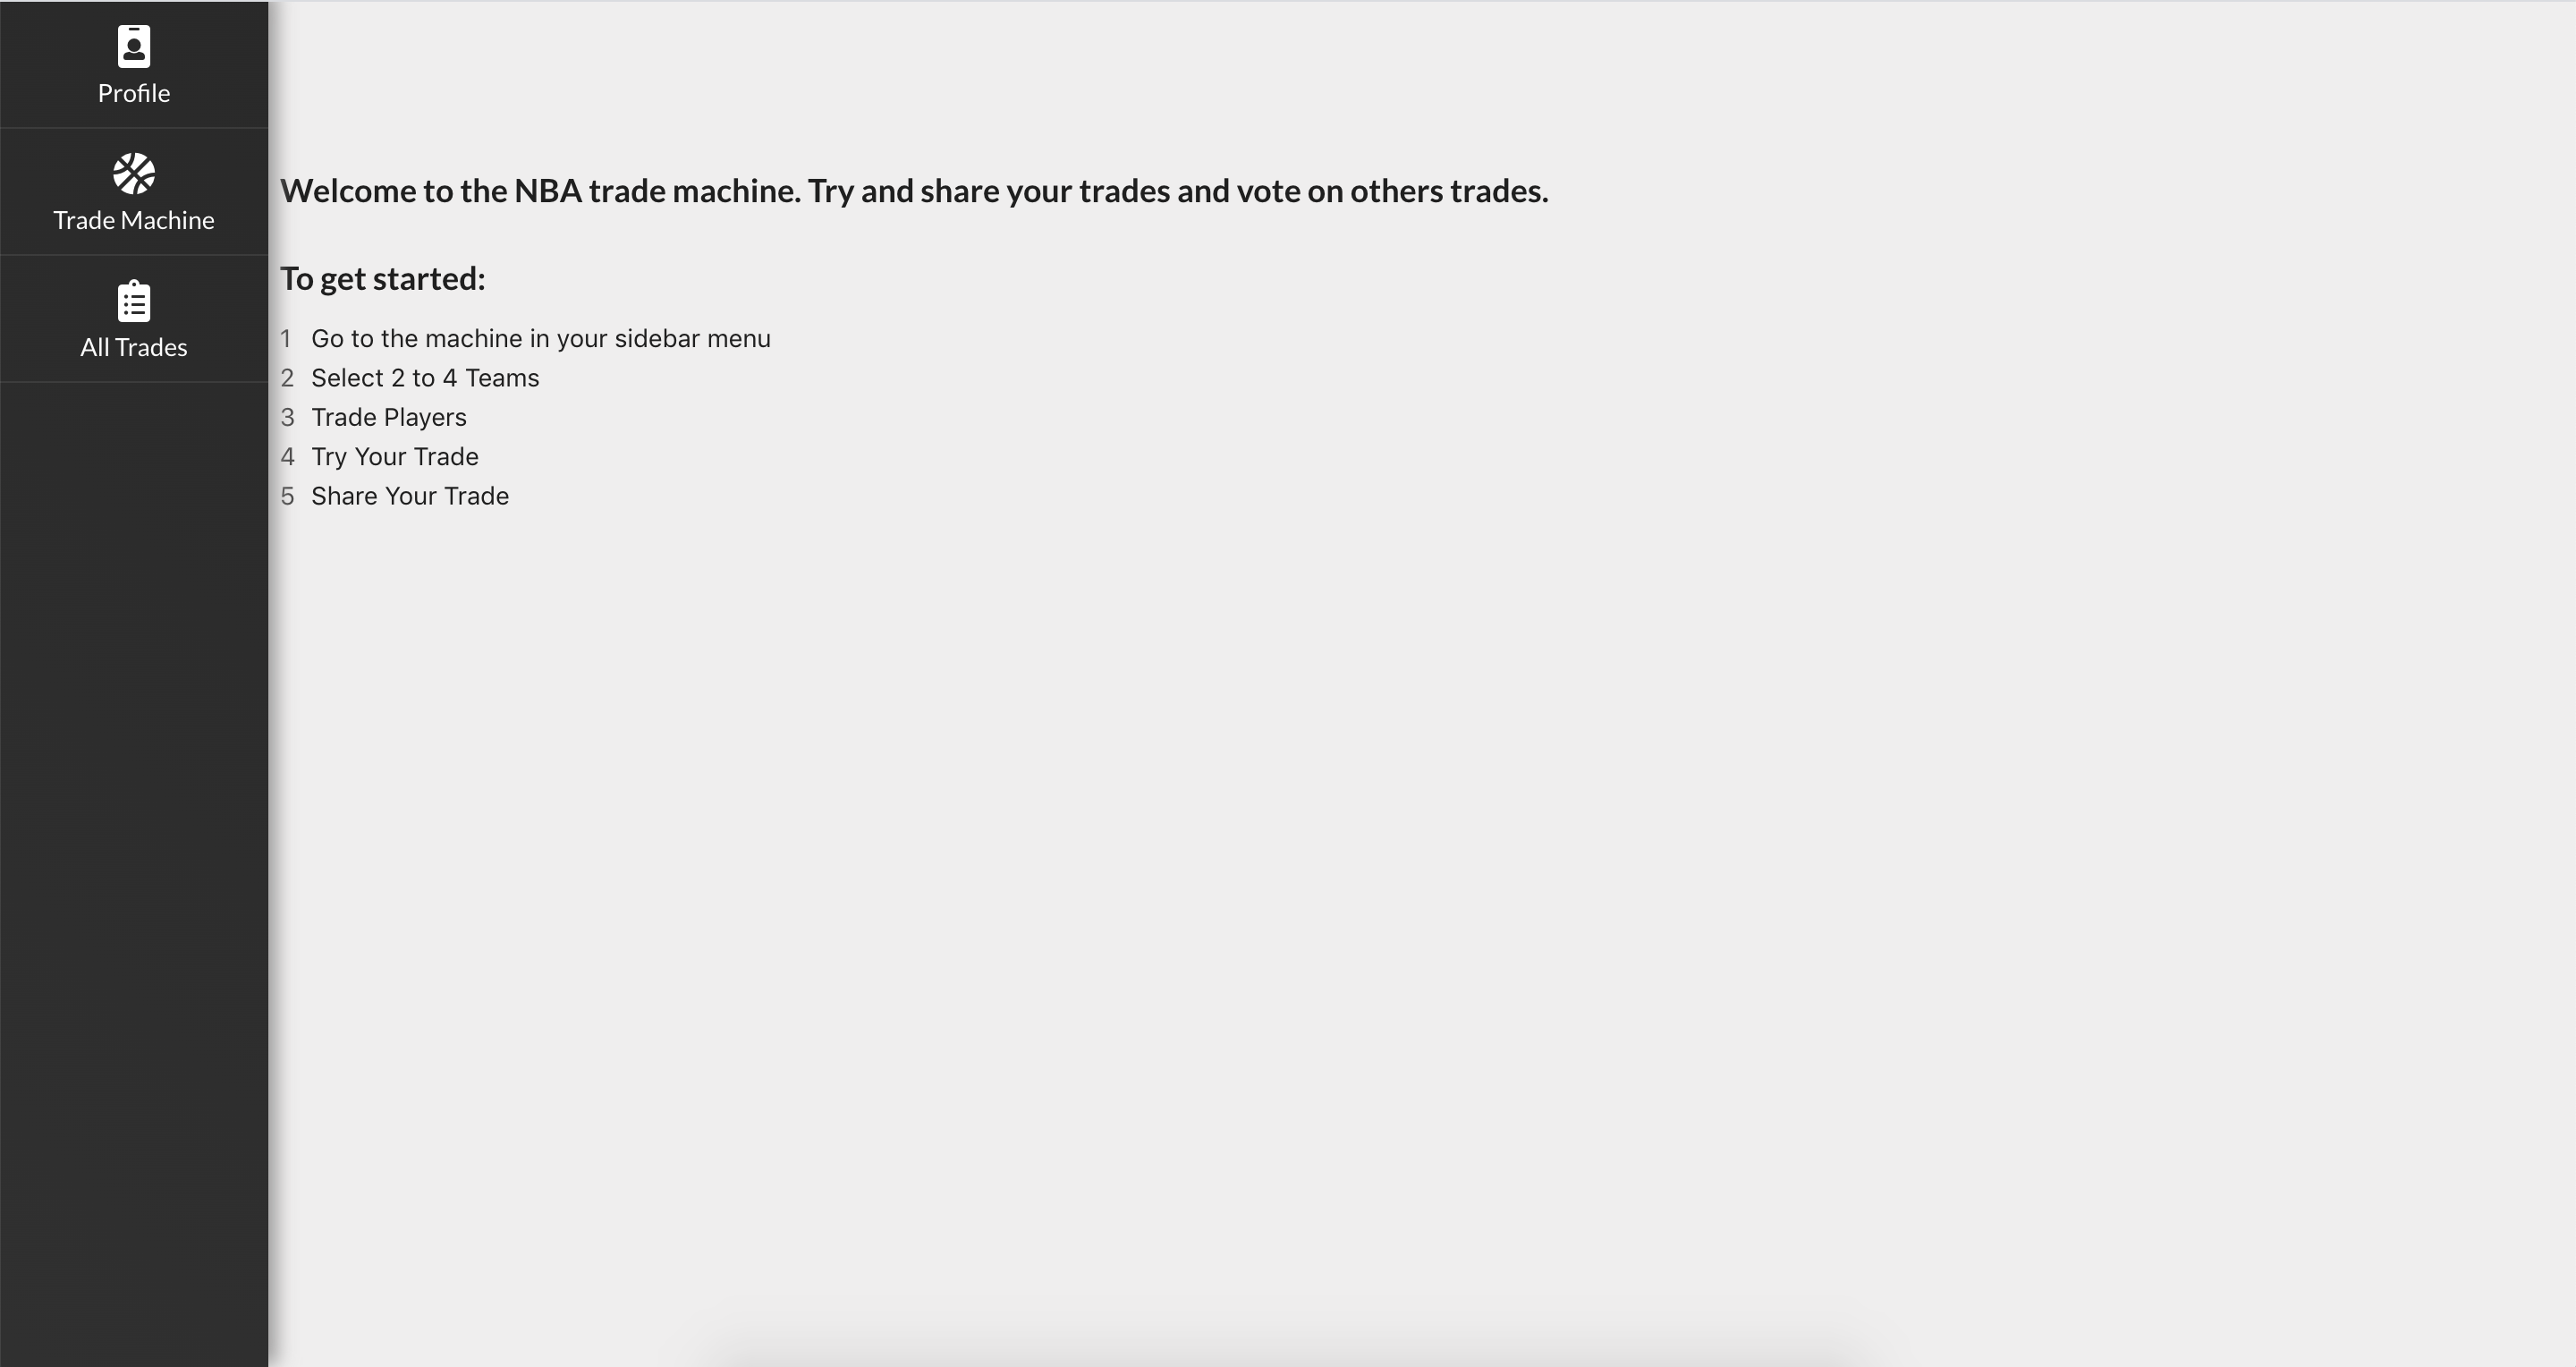 Profile
Trade Machine
All Trades
Welcome to the NBA trade machine. Try and share your trades and vote on others trades.
To get started:
1 Go to the machine in your sidebar menu
2 Select 2 to 4 Teams
3 Trade Players
4 Try Your Trade
5 Share Your Trade